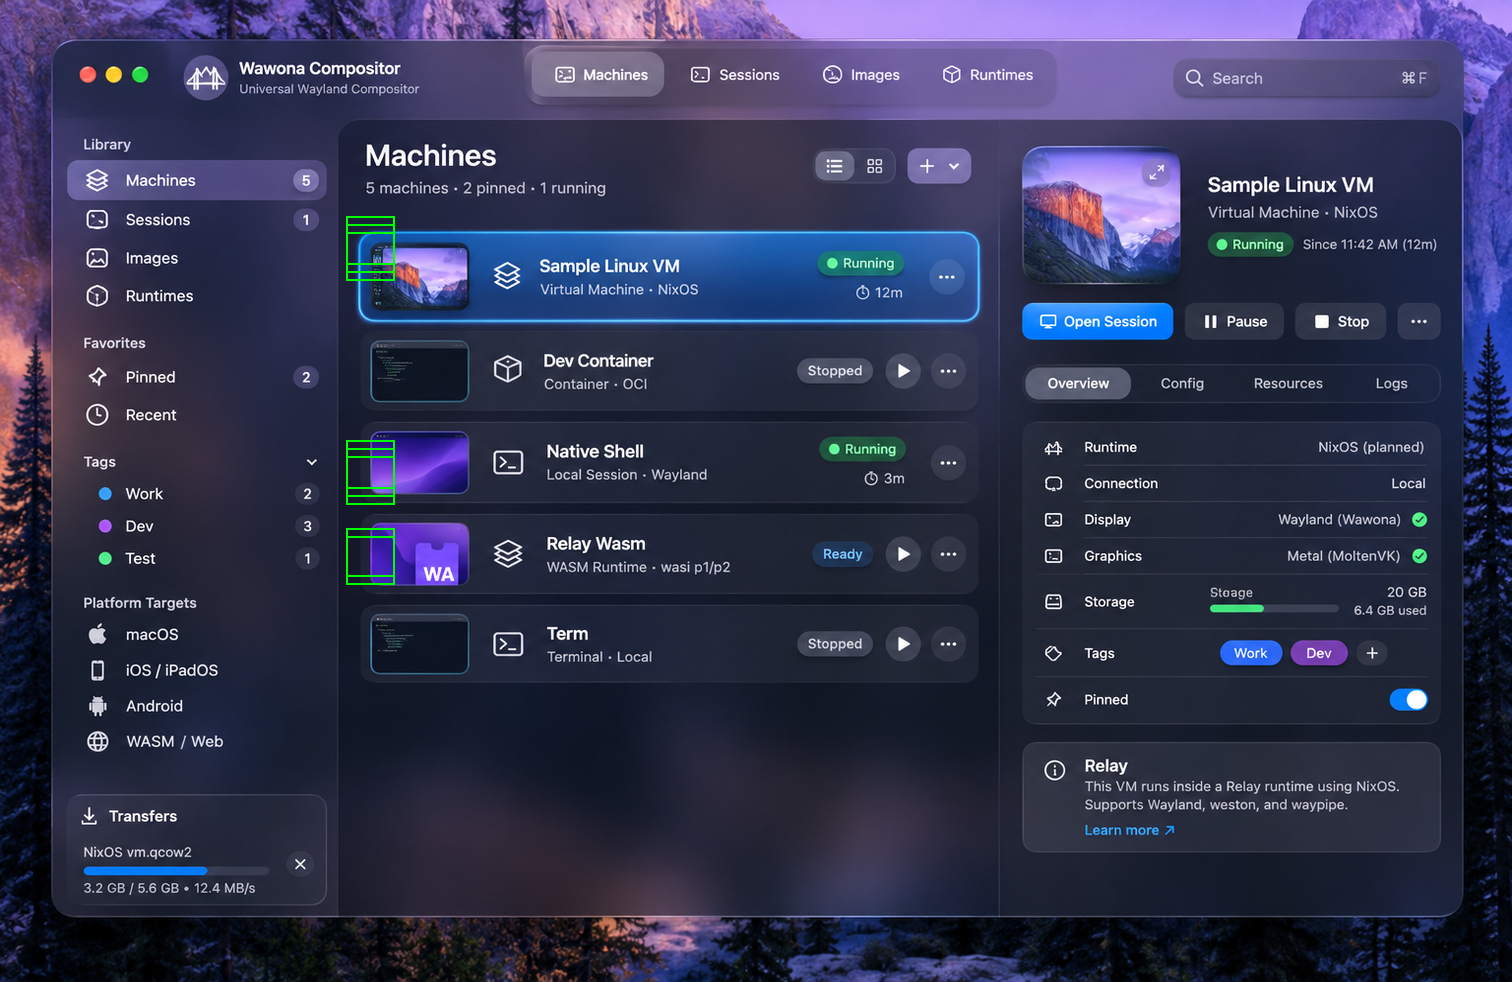 Wawona Compositor
Universal Wayland Compositor
Machines
Sessions
Images
Runtimes
Search
⌘ F
Library
Machines 5
Sessions 1
Images
Runtimes
Favorites
Pinned 2
Recent
Tags
Work 2
Dev 3
Test 1
Platform Targets
macOS
iOS / iPadOS
Android
WASM / Web
Transfers
NixOS vm.qcow2
3.2 GB / 5.6 GB • 12.4 MB/s
Machines
5 machines • 2 pinned • 1 running
Sample Linux VM
Virtual Machine • NixOS
Running
12m
Dev Container
Container • OCI
Stopped
Native Shell
Local Session • Wayland
Running
3m
WA
Relay Wasm
WASM Runtime • wasi p1/p2
Ready
Term
Terminal • Local
Stopped
Sample Linux VM
Virtual Machine • NixOS
Running Since 11:42 AM (12m)
Open Session
Pause
Stop
Overview
Config
Resources
Logs
Runtime NixOS (planned)
Connection Local
Display Wayland (Wawona)
Graphics Metal (MoltenVK)
Storage 20 GB
6.4 GB used
Tags Work Dev +
Pinned
Relay
This VM runs inside a Relay runtime using NixOS.
Supports Wayland, weston, and waypipe.
Learn more ↗